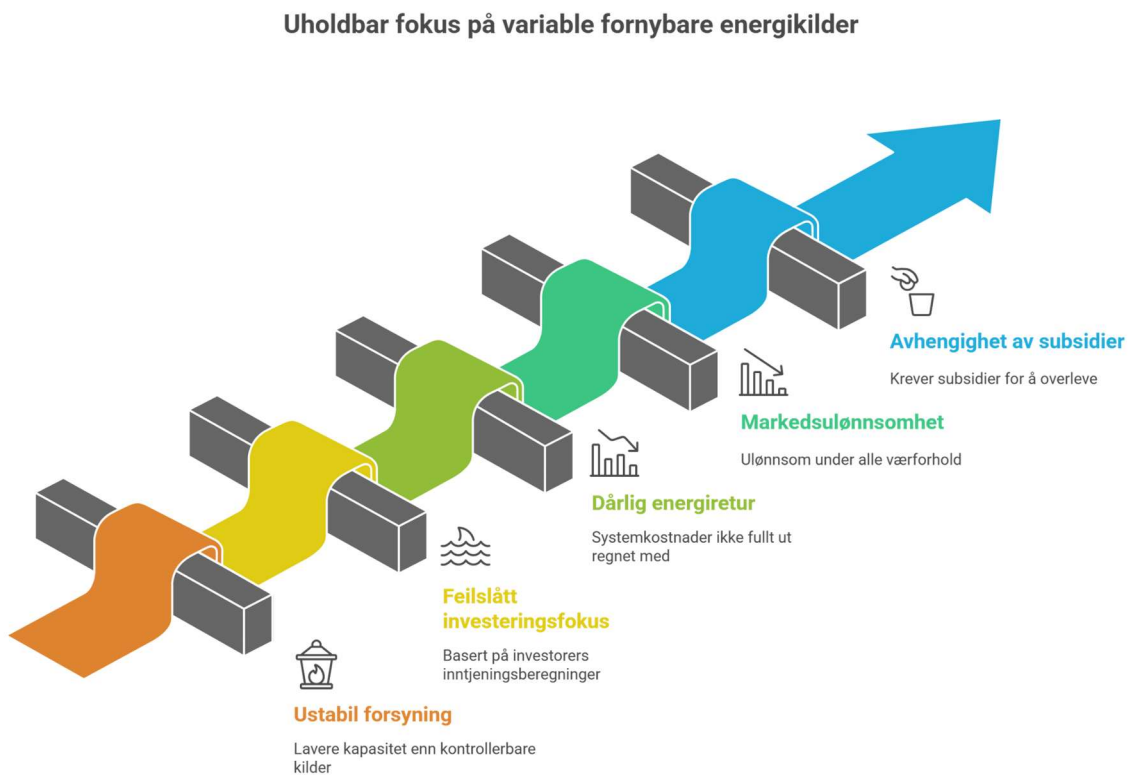 Uholdbar fokus på variable fornybare energikilder
Avhengighet av subsidier
Krever subsidier for å overleve
Markedsulønnsomhet
Ulønnsom under alle værforhold
Dårlig energiretur
Systemkostnader ikke fullt ut
regnet med
Feilslått
investeringsfokus
Basert på investorers
inntjeningsberegninger
Ustabil forsyning
Lavere kapasitet enn kontrollerbare
kilder